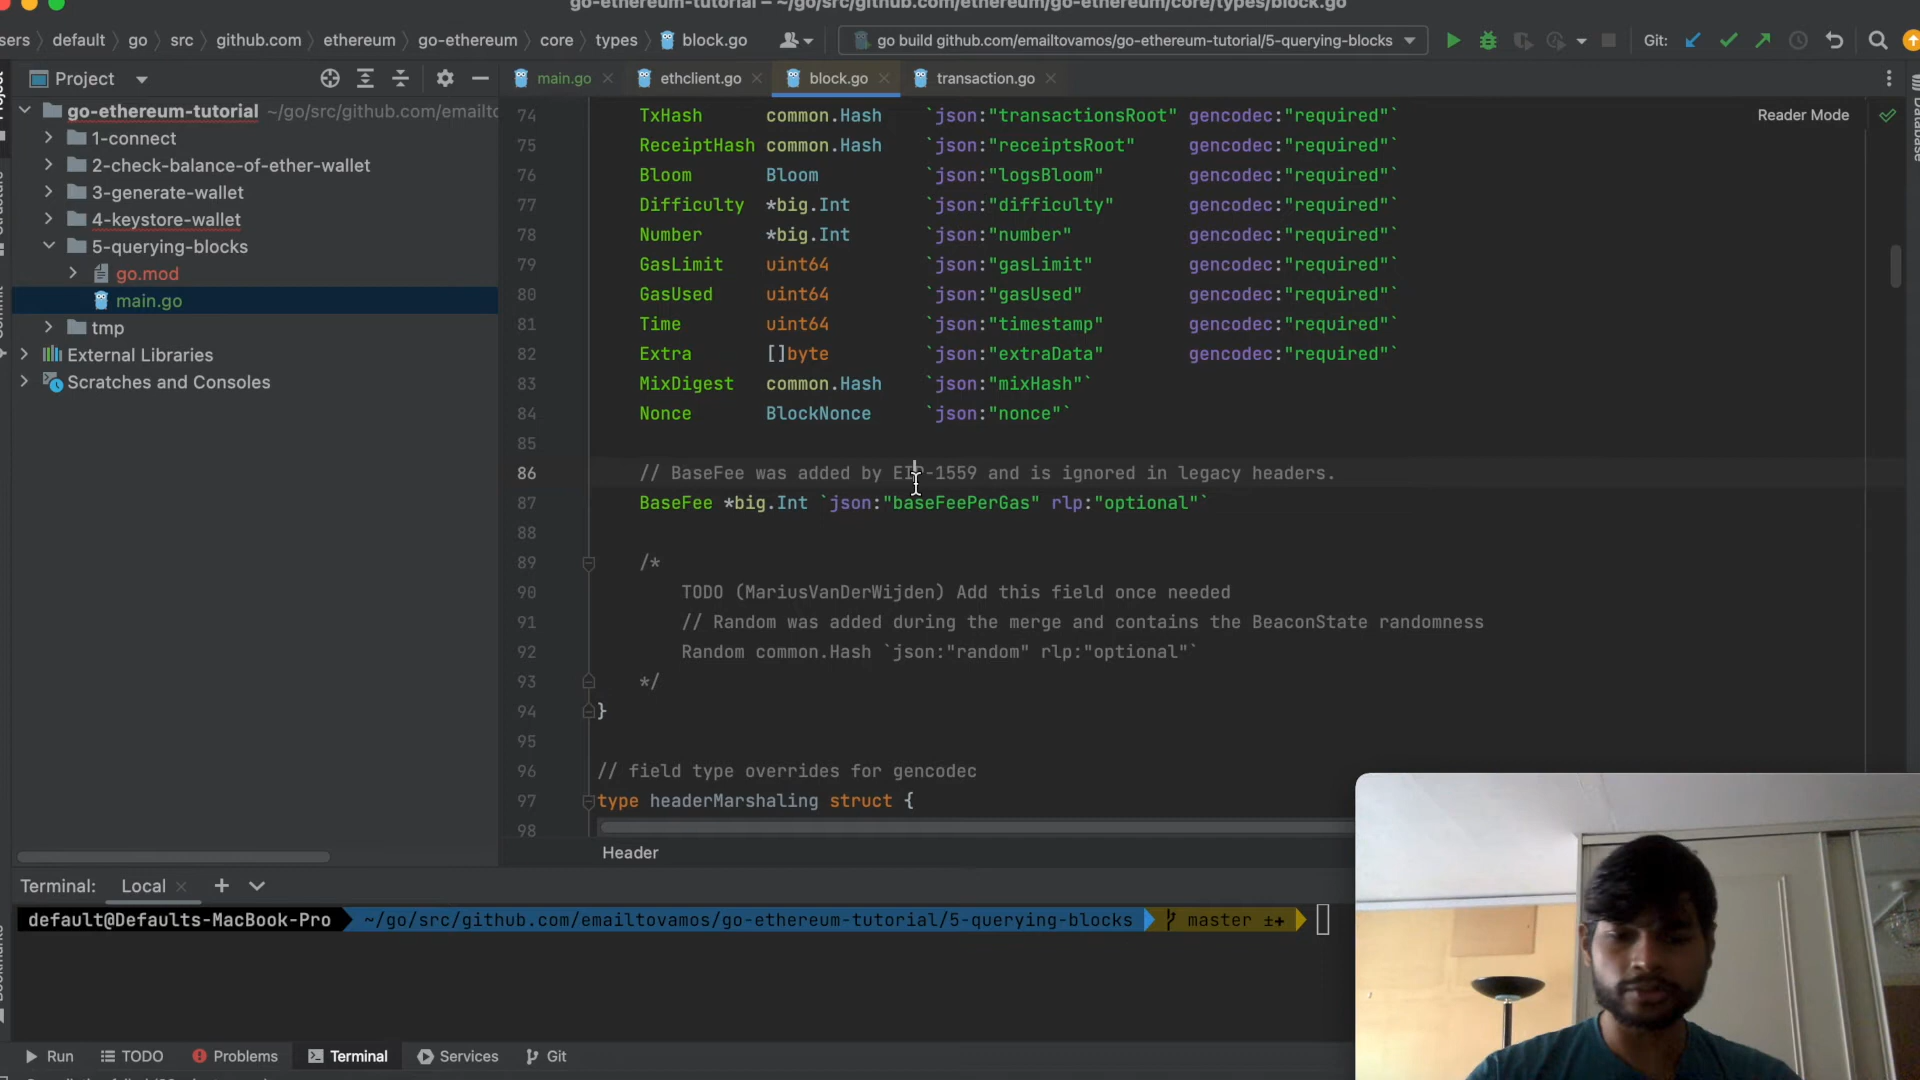 go-ethereum-tutorial – ~/go/src/github.com/ethereum/go-ethereum/core/types/block.go
default go src github.com ethereum go-ethereum core types block.go
go build github.com/emailtovamos/go-ethereum-tutorial/5-querying-blocks
Git:
Project
main.go ethclient.go block.go transaction.go
go-ethereum-tutorial ~/go/src/github.com/emailto
1-connect
2-check-balance-of-ether-wallet
3-generate-wallet
4-keystore-wallet
5-querying-blocks
go.mod
main.go
tmp
External Libraries
Scratches and Consoles
Reader Mode
Database
74 TxHash common.Hash `json:"transactionsRoot" gencodec:"required"`
75 ReceiptHash common.Hash `json:"receiptsRoot" gencodec:"required"`
76 Bloom Bloom `json:"logsBloom" gencodec:"required"`
77 Difficulty *big.Int `json:"difficulty" gencodec:"required"`
78 Number *big.Int `json:"number" gencodec:"required"`
79 GasLimit uint64 `json:"gasLimit" gencodec:"required"`
80 GasUsed uint64 `json:"gasUsed" gencodec:"required"`
81 Time uint64 `json:"timestamp" gencodec:"required"`
82 Extra []byte `json:"extraData" gencodec:"required"`
83 MixDigest common.Hash `json:"mixHash"`
84 Nonce BlockNonce `json:"nonce"`
85
86 // BaseFee was added by EIP-1559 and is ignored in legacy headers.
87 BaseFee *big.Int `json:"baseFeePerGas" rlp:"optional"`
88
89 /*
90 TODO (MariusVanDerWijden) Add this field once needed
91 // Random was added during the merge and contains the BeaconState randomness
92 Random common.Hash `json:"random" rlp:"optional"`
93 */
94 }
95
96 // field type overrides for gencodec
97 type headerMarshaling struct {
98
Header
Terminal: Local
default@Defaults-MacBook-Pro ~/go/src/github.com/emailtovamos/go-ethereum-tutorial/5-querying-blocks master ±+
Run TODO Problems Terminal Services Git